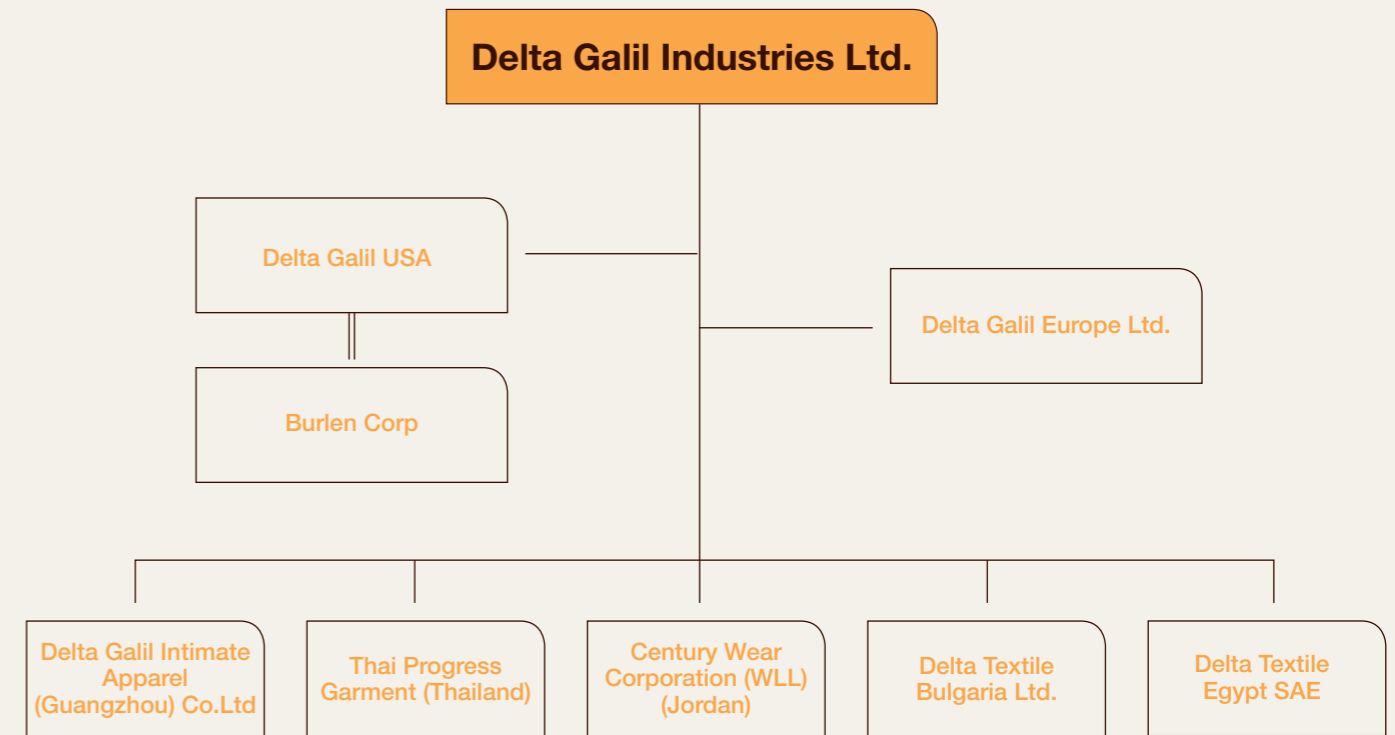 Delta Galil Industries Ltd.
Delta Galil USA
Delta Galil Europe Ltd.
Burlen Corp
Delta Galil Intimate
Apparel
(Guangzhou) Co.Ltd
Thai Progress
Garment (Thailand)
Century Wear
Corporation (WLL)
(Jordan)
Delta Textile
Bulgaria Ltd.
Delta Textile
Egypt SAE